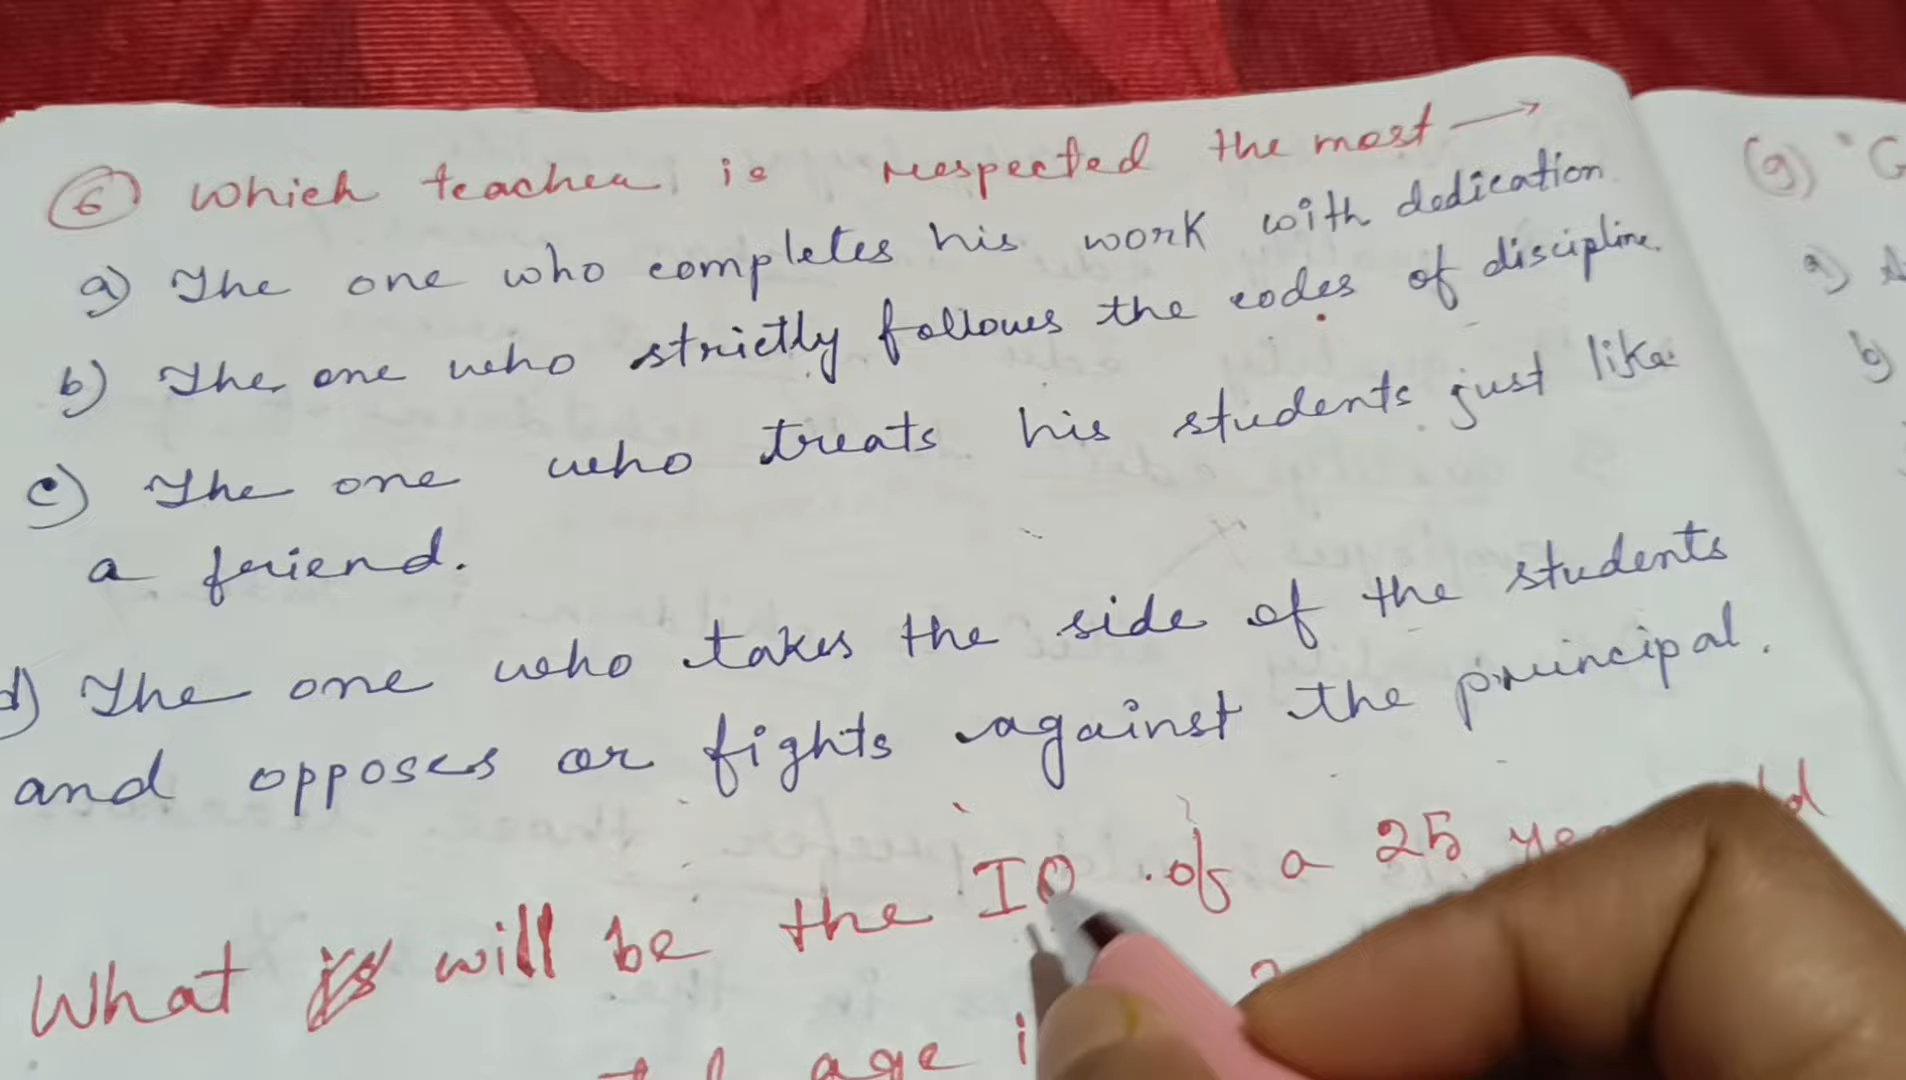 6 Which teacher is respected the most →
a) The one who completes his work with dedication
b) The one who strictly follows the codes of discipline.
c) The one who treats his students just like
a friend.
d) The one who takes the side of the students
and opposes or fights against the principal.
What will be the IQ of a 25
age
(g) "G
a)
b)